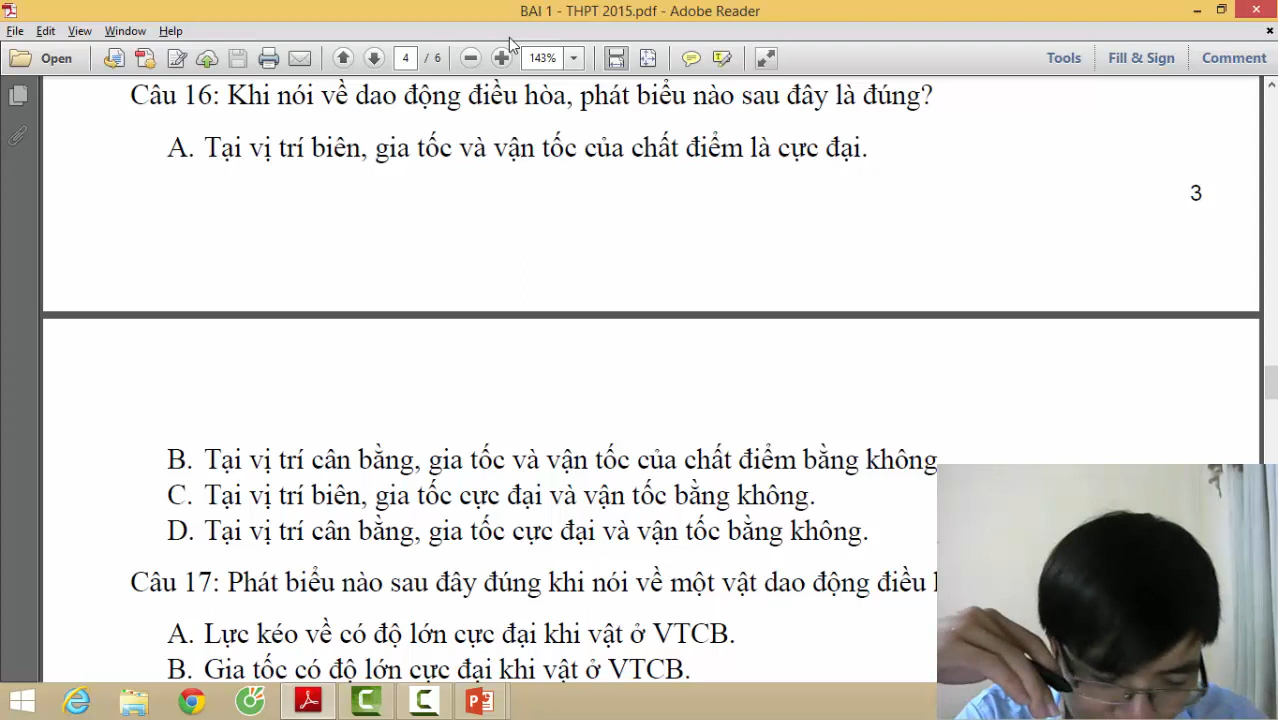 BAI 1 - THPT 2015.pdf - Adobe Reader
File Edit View Window Help
Open
4 / 6
143%
Tools
Fill & Sign
Comment
Câu 16: Khi nói về dao động điều hòa, phát biểu nào sau đây là đúng?
A. Tại vị trí biên, gia tốc và vận tốc của chất điểm là cực đại.
3
B. Tại vị trí cân bằng, gia tốc và vận tốc của chất điểm bằng không
C. Tại vị trí biên, gia tốc cực đại và vận tốc bằng không.
D. Tại vị trí cân bằng, gia tốc cực đại và vận tốc bằng không.
Câu 17: Phát biểu nào sau đây đúng khi nói về một vật dao động điều
A. Lực kéo về có độ lớn cực đại khi vật ở VTCB.
B. Gia tốc có độ lớn cực đại khi vật ở VTCB.